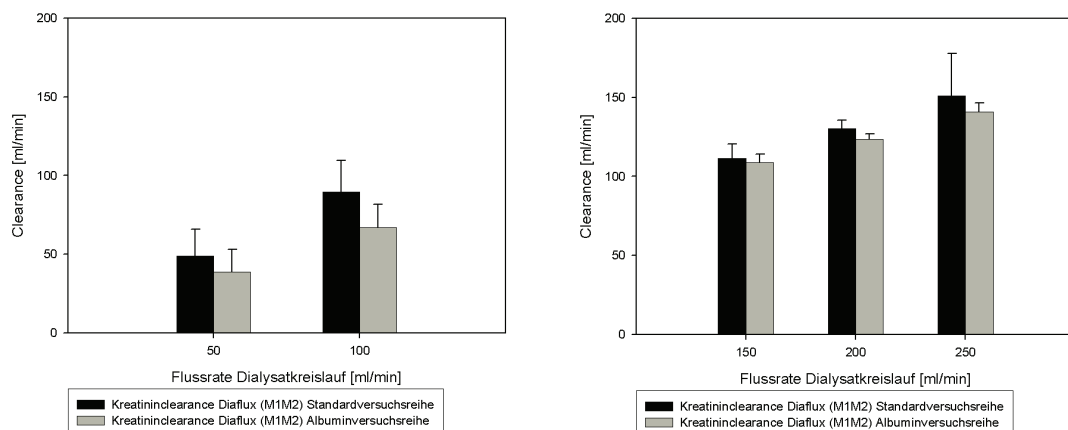 200
150
100
50
0
Clearance [ml/min]
50 100
Flussrate Dialysatkreislauf [ml/min]
Kreatininclearance Diaflux (M1M2) Standardversuchsreihe
Kreatininclearance Diaflux (M1M2) Albuminversuchsreihe
200
150
100
50
0
Clearance [ml/min]
150 200 250
Flussrate Dialysatkreislauf [ml/min]
Kreatininclearance Diaflux (M1M2) Standardversuchsreihe
Kreatininclearance Diaflux (M1M2) Albuminversuchsreihe